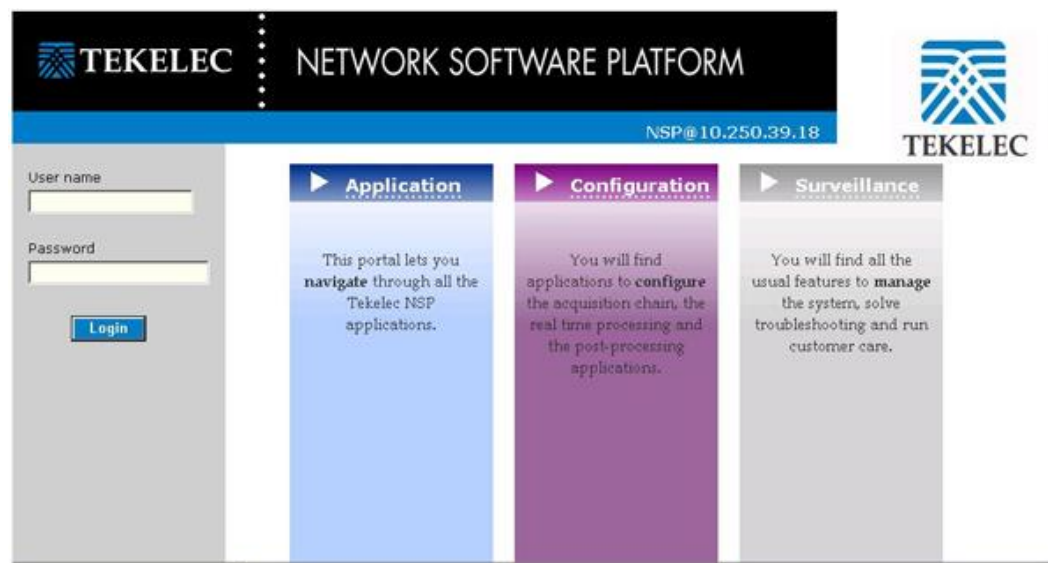 TEKELEC
NETWORK SOFTWARE PLATFORM
NSP@10.250.39.18
TEKELEC
User name
Password
Login
Application
This portal lets you
navigate through all the
Tekelec NSP
applications.
Configuration
You will find
applications to configure
the acquisition chain, the
real time processing and
the post-processing
applications.
Surveillance
You will find all the
usual features to manage
the system, solve
troubleshooting and run
customer care.